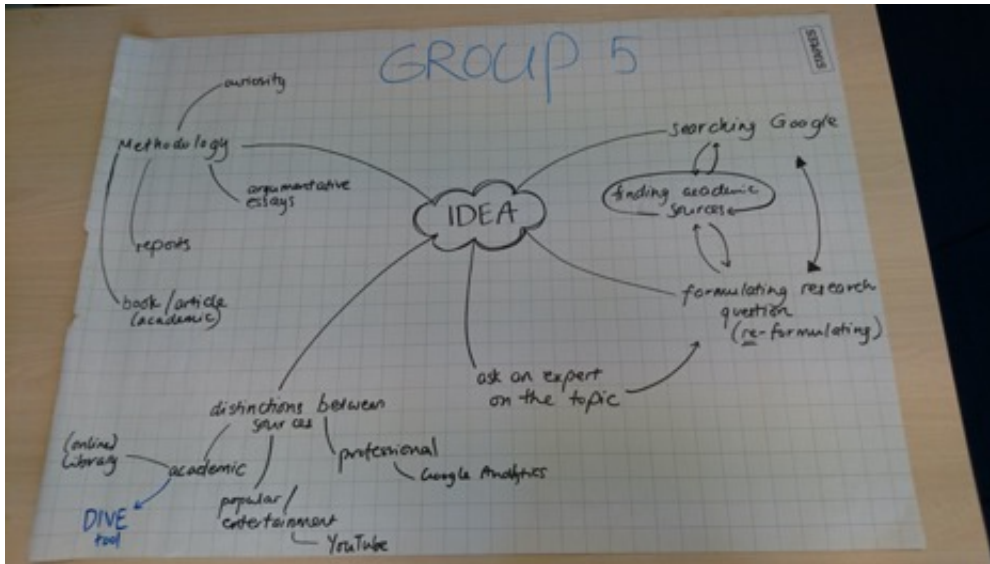 GROUP 5
SIMPLES
curiosity
Methodology
argumentative
essays
reports
book/article
(academic)
IDEA
searching Google
finding academic
sources
formulating research
question
(re-formulating)
ask an expert
on the topic
distinctions between
sources
(online)
library
academic
DIVE
tool
popular/
entertainment
YouTube
professional
Google Analytics